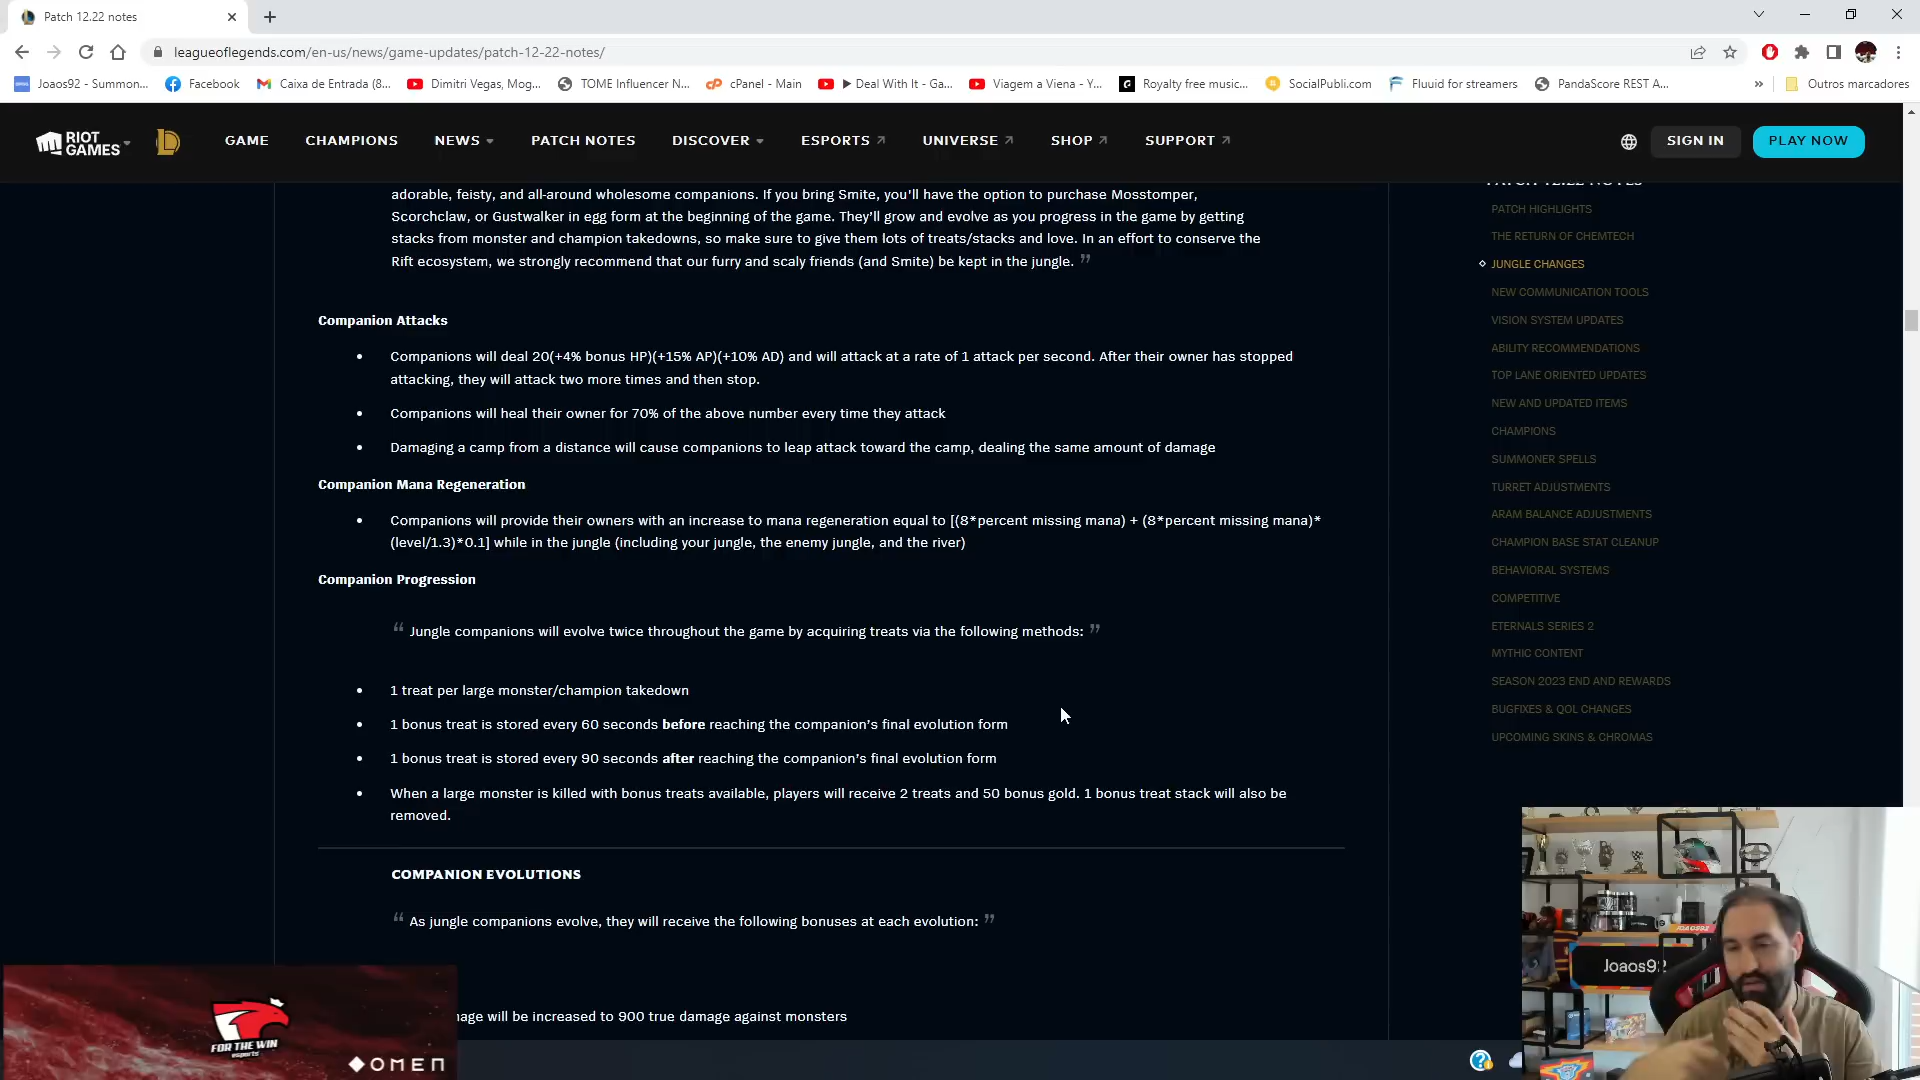 Patch 12.22 notes
leagueoflegends.com/en-us/news/game-updates/patch-12-22-notes/
Joaos92 - Summon... Facebook Caixa de Entrada (8... Dimitri Vegas, Mog... TOME Influencer N... cPanel - Main Deal With It - Ga... Viagem a Viena - Y... Royalty free music... SocialPubli.com Fluuid for streamers PandaScore REST A... » Outros marcadores
RIOT GAMES GAME CHAMPIONS NEWS PATCH NOTES DISCOVER ESPORTS UNIVERSE SHOP SUPPORT SIGN IN PLAY NOW
adorable, feisty, and all-around wholesome companions. If you bring Smite, you’ll have the option to purchase Mosstomper,
Scorchclaw, or Gustwalker in egg form at the beginning of the game. They’ll grow and evolve as you progress in the game by getting
stacks from monster and champion takedowns, so make sure to give them lots of treats/stacks and love. In an effort to conserve the
Rift ecosystem, we strongly recommend that our furry and scaly friends (and Smite) be kept in the jungle. ”
Companion Attacks
• Companions will deal 20(+4% bonus HP)(+15% AP)(+10% AD) and will attack at a rate of 1 attack per second. After their owner has stopped
attacking, they will attack two more times and then stop.
• Companions will heal their owner for 70% of the above number every time they attack
• Damaging a camp from a distance will cause companions to leap attack toward the camp, dealing the same amount of damage
Companion Mana Regeneration
• Companions will provide their owners with an increase to mana regeneration equal to [(8*percent missing mana) + (8*percent missing mana)*
(level/1.3)*0.1] while in the jungle (including your jungle, the enemy jungle, and the river)
Companion Progression
“ Jungle companions will evolve twice throughout the game by acquiring treats via the following methods: ”
• 1 treat per large monster/champion takedown
• 1 bonus treat is stored every 60 seconds before reaching the companion’s final evolution form
• 1 bonus treat is stored every 90 seconds after reaching the companion’s final evolution form
• When a large monster is killed with bonus treats available, players will receive 2 treats and 50 bonus gold. 1 bonus treat stack will also be
removed.
COMPANION EVOLUTIONS
“ As jungle companions evolve, they will receive the following bonuses at each evolution: ”
will be increased to 900 true damage against monsters
PATCH 12.22 NOTES
PATCH HIGHLIGHTS
THE RETURN OF CHEMTECH
JUNGLE CHANGES
NEW COMMUNICATION TOOLS
VISION SYSTEM UPDATES
ABILITY RECOMMENDATIONS
TOP LANE ORIENTED UPDATES
NEW AND UPDATED ITEMS
CHAMPIONS
SUMMONER SPELLS
TURRET ADJUSTMENTS
ARAM BALANCE ADJUSTMENTS
CHAMPION BASE STAT CLEANUP
BEHAVIORAL SYSTEMS
COMPETITIVE
ETERNALS SERIES 2
MYTHIC CONTENT
SEASON 2023 END AND REWARDS
BUGFIXES & QOL CHANGES
UPCOMING SKINS & CHROMAS
FOR THE WIN
esports
OMEN
JOAOS92
Joaos92